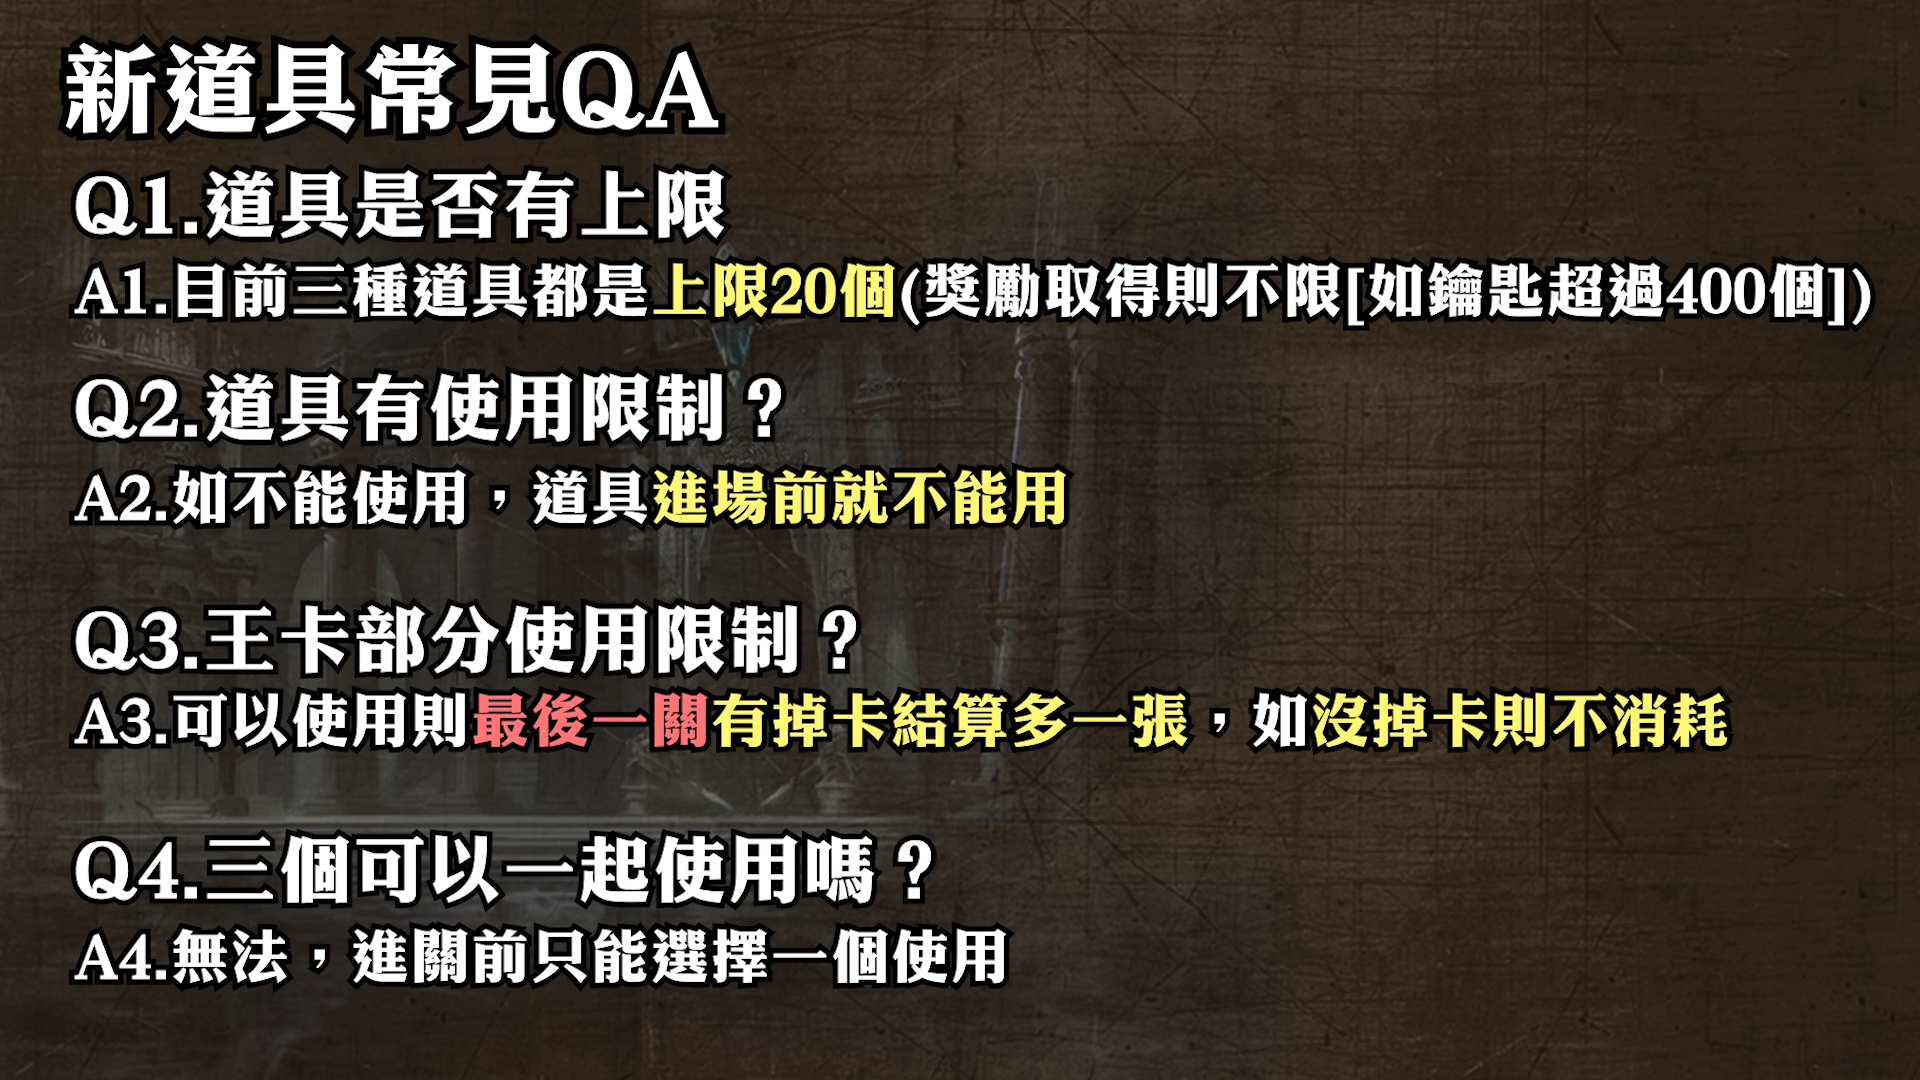 新道具常見QA
Q1.道具是否有上限
A1.目前三種道具都是上限20個(獎勵取得則不限[如鑰匙超過400個])
Q2.道具有使用限制？
A2.如不能使用，道具進場前就不能用
Q3.王卡部分使用限制？
A3.可以使用則最後一關有掉卡結算多一張，如沒掉卡則不消耗
Q4.三個可以一起使用嗎？
A4.無法，進關前只能選擇一個使用